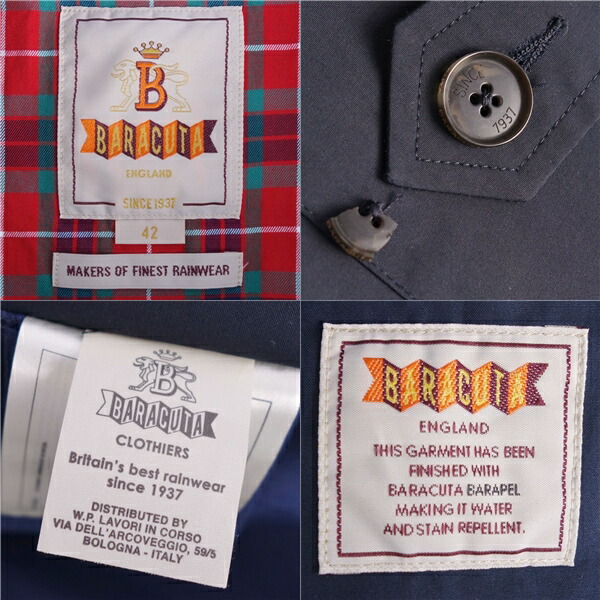 B
BARACUTA
ENGLAND
SINCE 1937
42
MAKERS OF FINEST RAINWEAR
SINCE
7937
B
BARACUTA
CLOTHIERS
Britain's best rainwear
since 1937
DISTRIBUTED BY
W.P. LAVORI IN CORSO
VIA DELL'ARCOVEGGIO, 59/5
BOLOGNA - ITALY
BARACUTA
ENGLAND
THIS GARMENT HAS BEEN
FINISHED WITH
BARACUTA BARAPEL
MAKING IT WATER
AND STAIN REPELLENT.